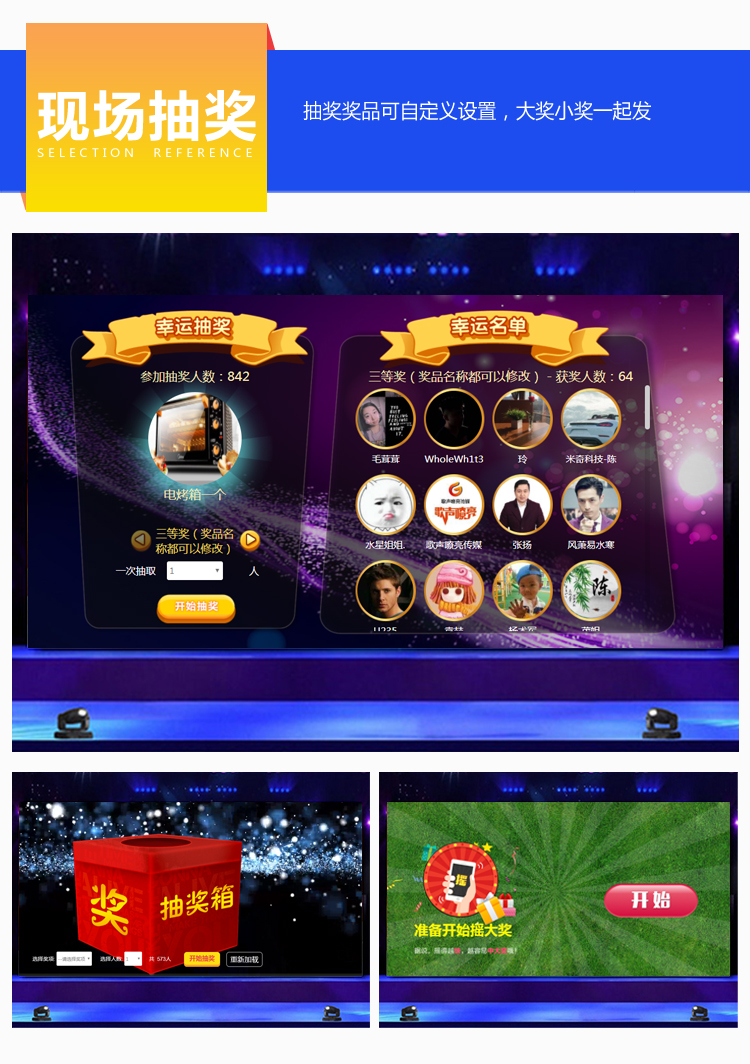 现场抽奖
SELECTION REFERENCE
抽奖奖品可自定义设置，大奖小奖一起发
幸运抽奖
参加抽奖人数：842
电烤箱一个
三等奖（奖品名
称都可以修改）
一次抽取 1 人
开始抽奖
幸运名单
三等奖（奖品名称都可以修改） - 获奖人数：64
毛茸茸
WholeWh1t3
玲
米奇科技-陈
歌声嘹亮
水星姐姐.
歌声嘹亮传媒
张扬
风萧易水寒
陈
奖
抽奖箱
选择奖项
选择人数: 1
共 573人
开始抽奖
重新加载
奖
准备开始摇大奖
开始